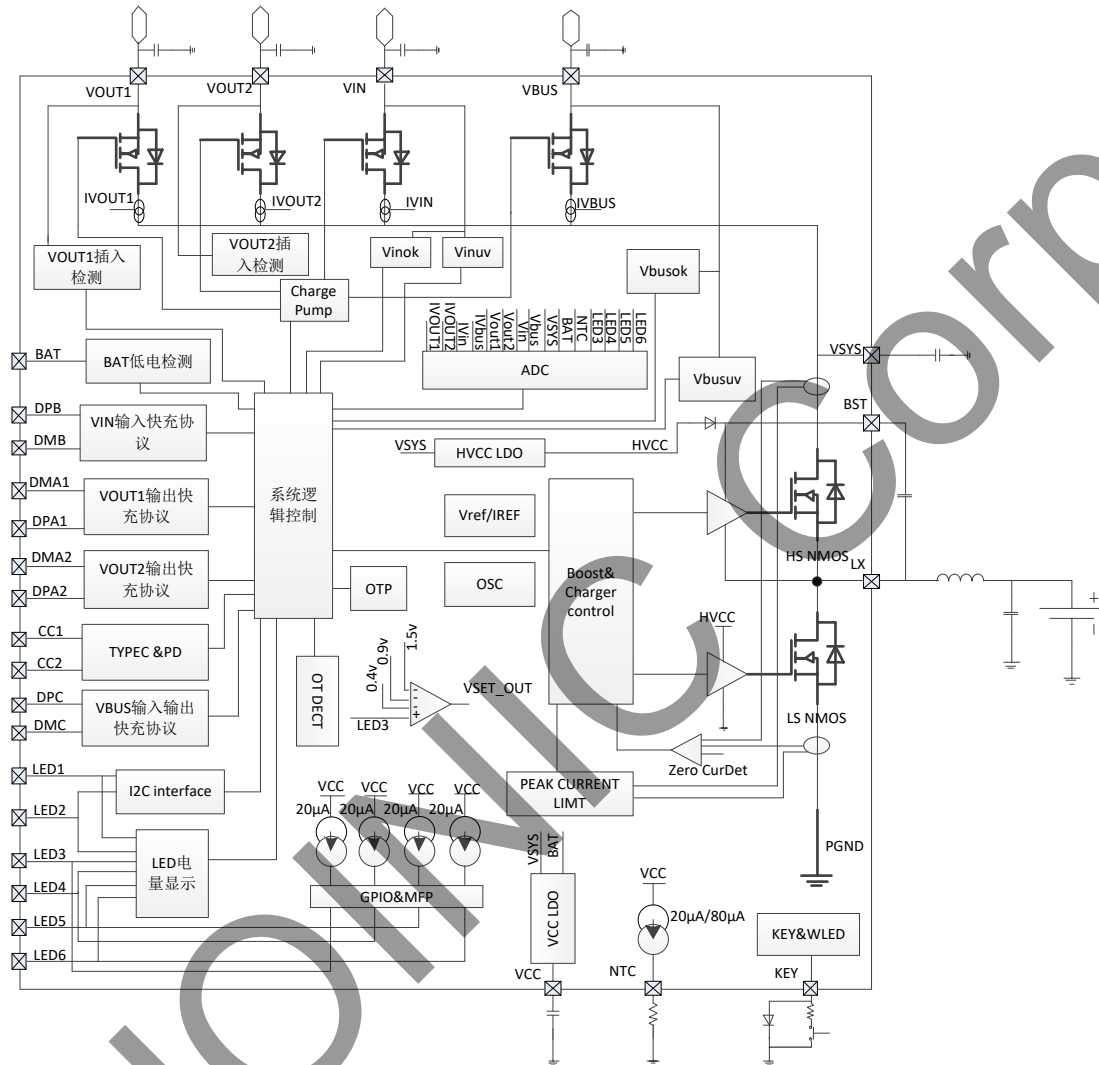 VOUT1
VOUT2
VIN
VBUS
IVOUT1
IVOUT2
IVIN
IVBUS
VOUT1插入
检测
VOUT2插
入检测
Vinok
Vinuv
Vbusok
Charge
Pump
IVOUT1
IVOUT2
IVin
IVbus
Vout1
Vout2
Vin
Vbus
VSYS
BAT
NTC
LED3
LED4
LED5
LED6
ADC
Vbusuv
VSYS
BST
BAT
BAT低电检测
DPB
DMB
VIN输入快充协
议
VSYS
HVCC LDO
HVCC
DMA1
DPA1
VOUT1输出快
充协议
系统逻
辑控制
Vref/IREF
HS NMOS
LX
DMA2
DPA2
VOUT2输出快
充协议
OTP
OSC
Boost&
Charger
control
HVCC
CC1
CC2
TYPEC &PD
OT DECT
0.4v
0.9v
1.5v
LED3
VSET_OUT
DPC
DMC
VBUS输入输出
快充协议
LS NMOS
Zero CurDet
LED1
LED2
I2C interface
PEAK CURRENT
LIMT
VCC
VCC
VCC
VCC
20μA
20μA
20μA
20μA
LED3
LED4
LED5
LED6
LED电
量显示
GPIO&MFP
VSYS
BAT
VCC LDO
VCC
VCC
20μA/80μA
NTC
PGND
KEY&WLED
KEY
+
-
Corp